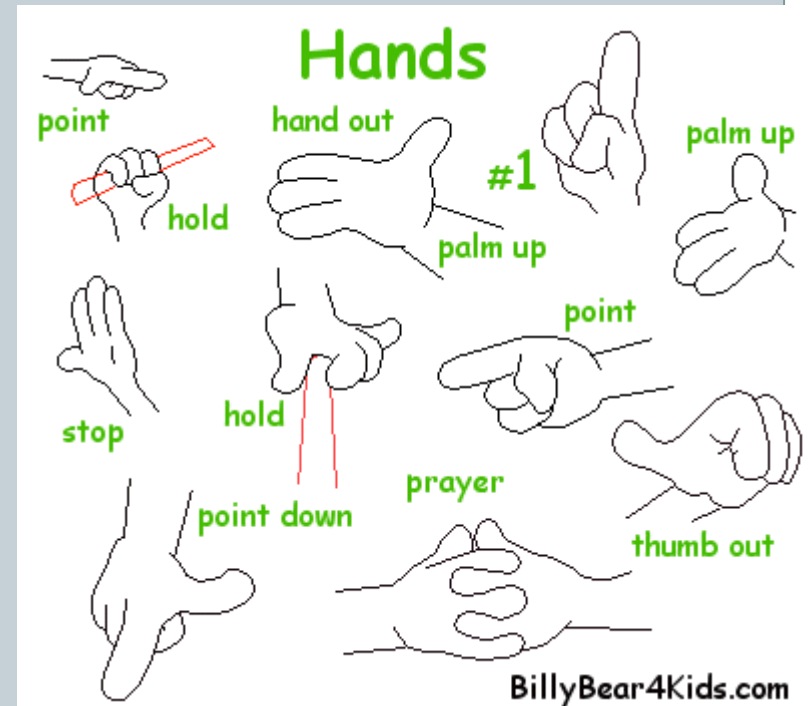 Hands
point
hand out
palm up
#1
hold
palm up
point
hold
stop
prayer
point down
thumb out
BillyBear4Kids.com